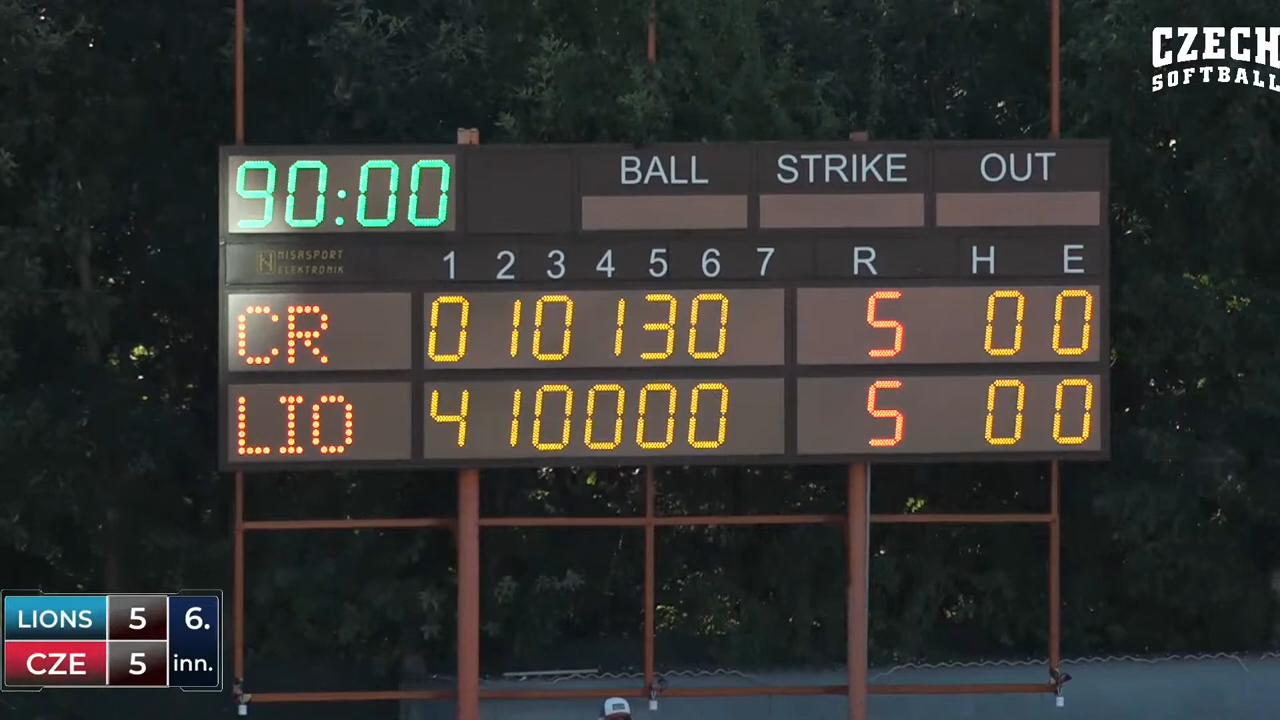 CZECH
SOFTBALL
90:00 BALL STRIKE OUT
NISASPORT
ELEKTRONIK
1 2 3 4 5 6 7 R H E
CR 0 1 0 1 3 0 5 0 0
LIO 4 1 0 0 0 0 5 0 0
LIONS 5 6.
CZE 5 inn.